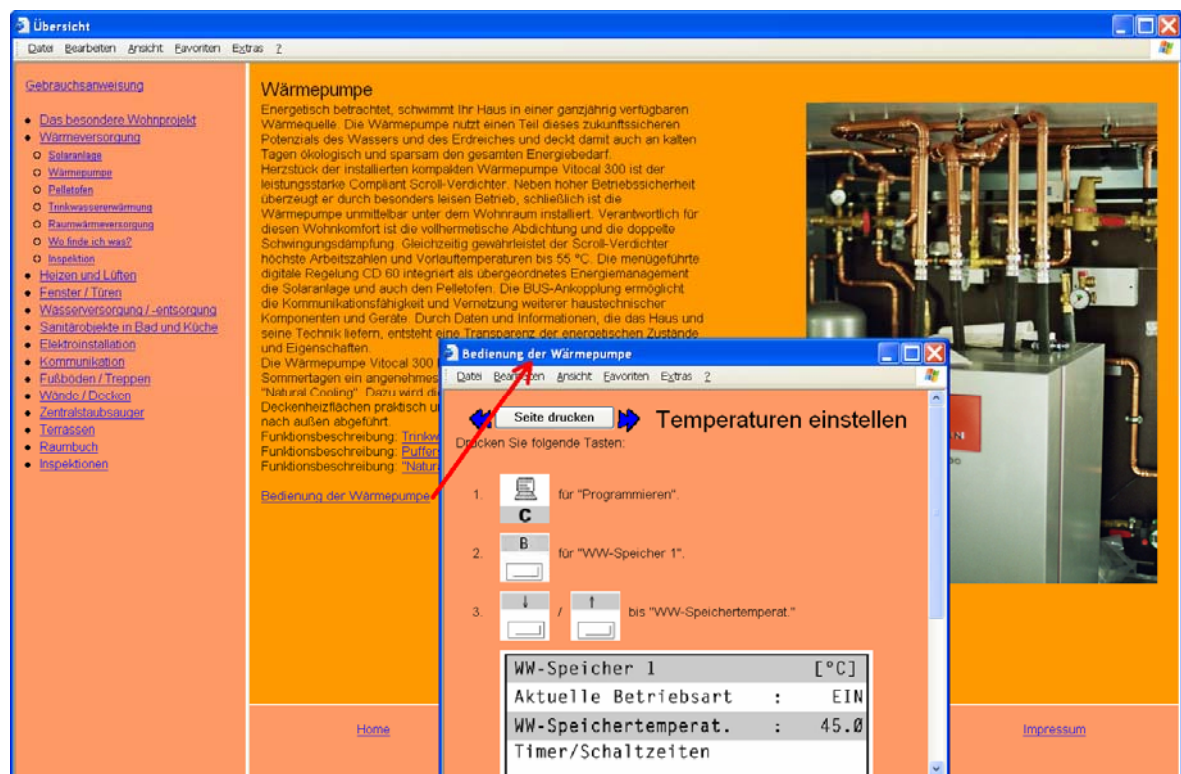 Übersicht
Datei Bearbeiten Ansicht Favoriten Extras ?
Gebrauchsanweisung
Das besondere Wohnprojekt
Wärmeversorgung
Solaranlage
Wärmepumpe
Pelletofen
Trinkwassererwärmung
Raumwärmeversorgung
Wo finde ich was?
Inspektion
Heizen und Lüften
Fenster / Türen
Wasserversorgung / -entsorgung
Sanitärobjekte in Bad und Küche
Elektroinstallation
Kommunikation
Fußböden / Treppen
Wände / Decken
Zentralstaubsauger
Terrassen
Raumbuch
Inspektionen
Wärmepumpe
Energetisch betrachtet, schwimmt Ihr Haus in einer ganzjährig verfügbaren
Wärmequelle. Die Wärmepumpe nutzt einen Teil dieses zukunftssicheren
Potenzials des Wassers und des Erdreiches und deckt damit auch an kalten
Tagen ökologisch und sparsam den gesamten Energiebedarf.
Herzstück der installierten kompakten Wärmepumpe Vitocal 300 ist der
leistungsstarke Compliant Scroll-Verdichter. Neben hoher Betriebssicherheit
überzeugt er durch besonders leisen Betrieb, schließlich ist die
Wärmepumpe unmittelbar unter dem Wohnraum installiert. Verantwortlich für
diesen Wohnkomfort ist die vollhermetische Abdichtung und die doppelte
Schwingungsdämpfung. Gleichzeitig gewährleistet der Scroll-Verdichter
höchste Arbeitszahlen und Vorlauftemperaturen bis 55 °C. Die menügeführte
digitale Regelung CD 60 integriert als übergeordnetes Energiemanagement
die Solaranlage und auch den Pelletofen. Die BUS-Ankopplung ermöglicht
die Kommunikationsfähigkeit und Vernetzung weiterer haustechnischer
Komponenten und Geräte. Durch Daten und Informationen, die das Haus und
seine Technik liefern, entsteht eine Transparenz der energetischen Zustände
und Eigenschaften.
Die Wärmepumpe Vitocal 300
Sommertagen ein angenehmes
"Natural Cooling". Dazu wird die
Deckenheizflächen praktisch
nach außen abgeführt.
Funktionsbeschreibung: Trinkw
Funktionsbeschreibung: Puffer
Funktionsbeschreibung: "Natur
Bedienung der Wärmepumpe
Home
Impressum
Bedienung der Wärmepumpe
Datei Bearbeiten Ansicht Favoriten Extras ?
Seite drucken Temperaturen einstellen
Drücken Sie folgende Tasten:
1. C für "Programmieren".
2. B für "WW-Speicher 1".
3. ↓ / ↑ bis "WW-Speichertemperat."
WW-Speicher 1 [°C]
Aktuelle Betriebsart : EIN
WW-Speichertemperat. : 45.0
Timer/Schaltzeiten